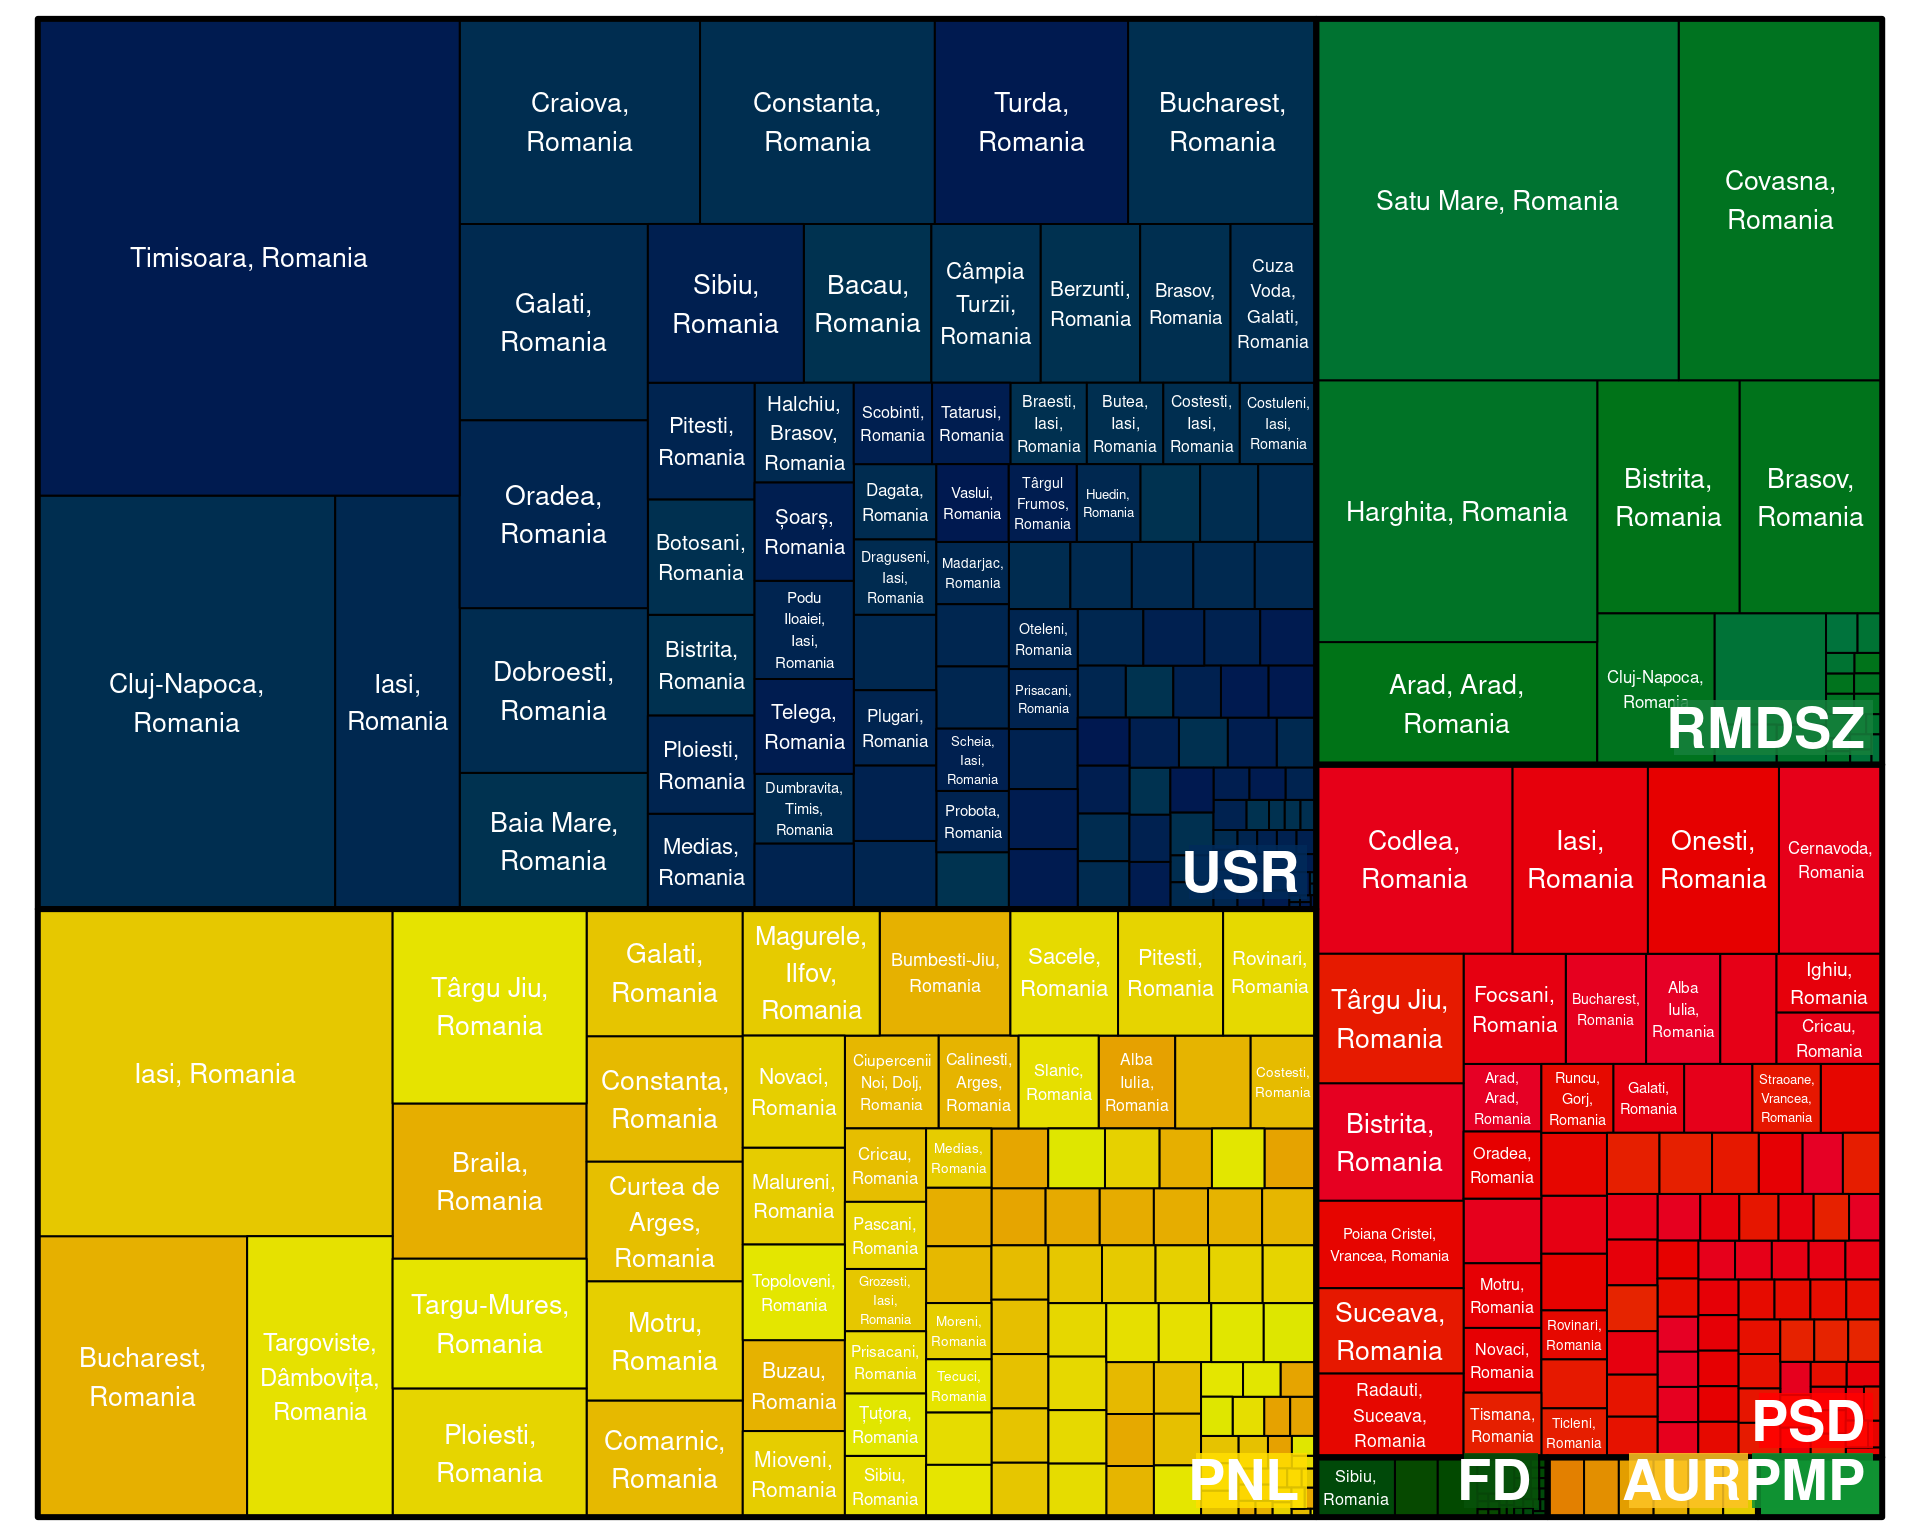 Timisoara, Romania
Cluj-Napoca,
Romania
Iasi,
Romania
Craiova,
Romania
Constanta,
Romania
Turda,
Romania
Bucharest,
Romania
Galati,
Romania
Oradea,
Romania
Dobroesti,
Romania
Baia Mare,
Romania
Sibiu,
Romania
Bacau,
Romania
Câmpia
Turzii,
Romania
Berzunti,
Romania
Brasov,
Romania
Cuza
Voda,
Galati,
Romania
Pitesti,
Romania
Botosani,
Romania
Bistrita,
Romania
Ploiesti,
Romania
Medias,
Romania
Halchiu,
Brasov,
Romania
Șoarș,
Romania
Podu
Iloaiei,
Iasi,
Romania
Telega,
Romania
Dumbravita,
Timis,
Romania
Scobinti,
Romania
Tatarusi,
Romania
Braesti,
Iasi,
Romania
Butea,
Iasi,
Romania
Costesti,
Iasi,
Romania
Costuleni,
Iasi,
Romania
Dagata,
Romania
Draguseni,
Iasi,
Romania
Plugari,
Romania
Vaslui,
Romania
Târgul
Frumos,
Romania
Huedin,
Romania
Madarjac,
Romania
Oteleni,
Romania
Prisacani,
Romania
Scheia,
Iasi,
Romania
Probota,
Romania
USR
Satu Mare, Romania
Covasna,
Romania
Harghita, Romania
Bistrita,
Romania
Brasov,
Romania
Arad, Arad,
Romania
Cluj-Napoca,
Romania
RMDSZ
Iasi, Romania
Bucharest,
Romania
Targoviste,
Dâmbovița,
Romania
Târgu Jiu,
Romania
Braila,
Romania
Targu-Mures,
Romania
Ploiesti,
Romania
Galati,
Romania
Constanta,
Romania
Curtea de
Arges,
Romania
Motru,
Romania
Comarnic,
Romania
Magurele,
Ilfov,
Romania
Bumbesti-Jiu,
Romania
Sacele,
Romania
Pitesti,
Romania
Rovinari,
Romania
Novaci,
Romania
Malureni,
Romania
Topoloveni,
Romania
Buzau,
Romania
Mioveni,
Romania
Ciupercenii
Noi, Dolj,
Romania
Calinesti,
Arges,
Romania
Slanic,
Romania
Alba
Iulia,
Romania
Costesti,
Romania
Cricau,
Romania
Pascani,
Romania
Grozesti,
Iasi,
Romania
Prisacani,
Romania
Țuțora,
Romania
Sibiu,
Romania
Medias,
Romania
Moreni,
Romania
Tecuci,
Romania
PNL
Codlea,
Romania
Iasi,
Romania
Onesti,
Romania
Cernavoda,
Romania
Târgu Jiu,
Romania
Bistrita,
Romania
Poiana Cristei,
Vrancea, Romania
Suceava,
Romania
Radauti,
Suceava,
Romania
Focsani,
Romania
Bucharest,
Romania
Alba
Iulia,
Romania
Ighiu,
Romania
Cricau,
Romania
Arad,
Arad,
Romania
Runcu,
Gorj,
Romania
Galati,
Romania
Straoane,
Vrancea,
Romania
Oradea,
Romania
Motru,
Romania
Novaci,
Romania
Tismana,
Romania
Rovinari,
Romania
Ticleni,
Romania
PSD
Sibiu,
Romania
FD
AUR
PMP